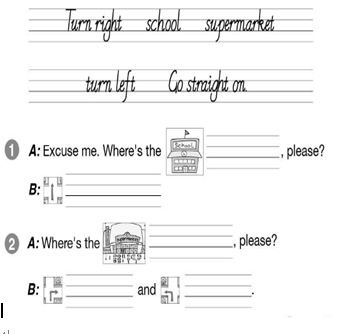 Turn right school supermarket
turn left Go straight on.
1 A: Excuse me. Where's the School , please?
B:
2 A: Where's the SUPERMARKET , please?
B: and .